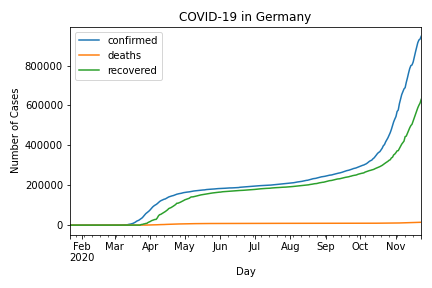 COVID-19 in Germany
confirmed
deaths
recovered
Number of Cases
800000
600000
400000
200000
0
Feb Mar Apr May Jun Jul Aug Sep Oct Nov
2020
Day